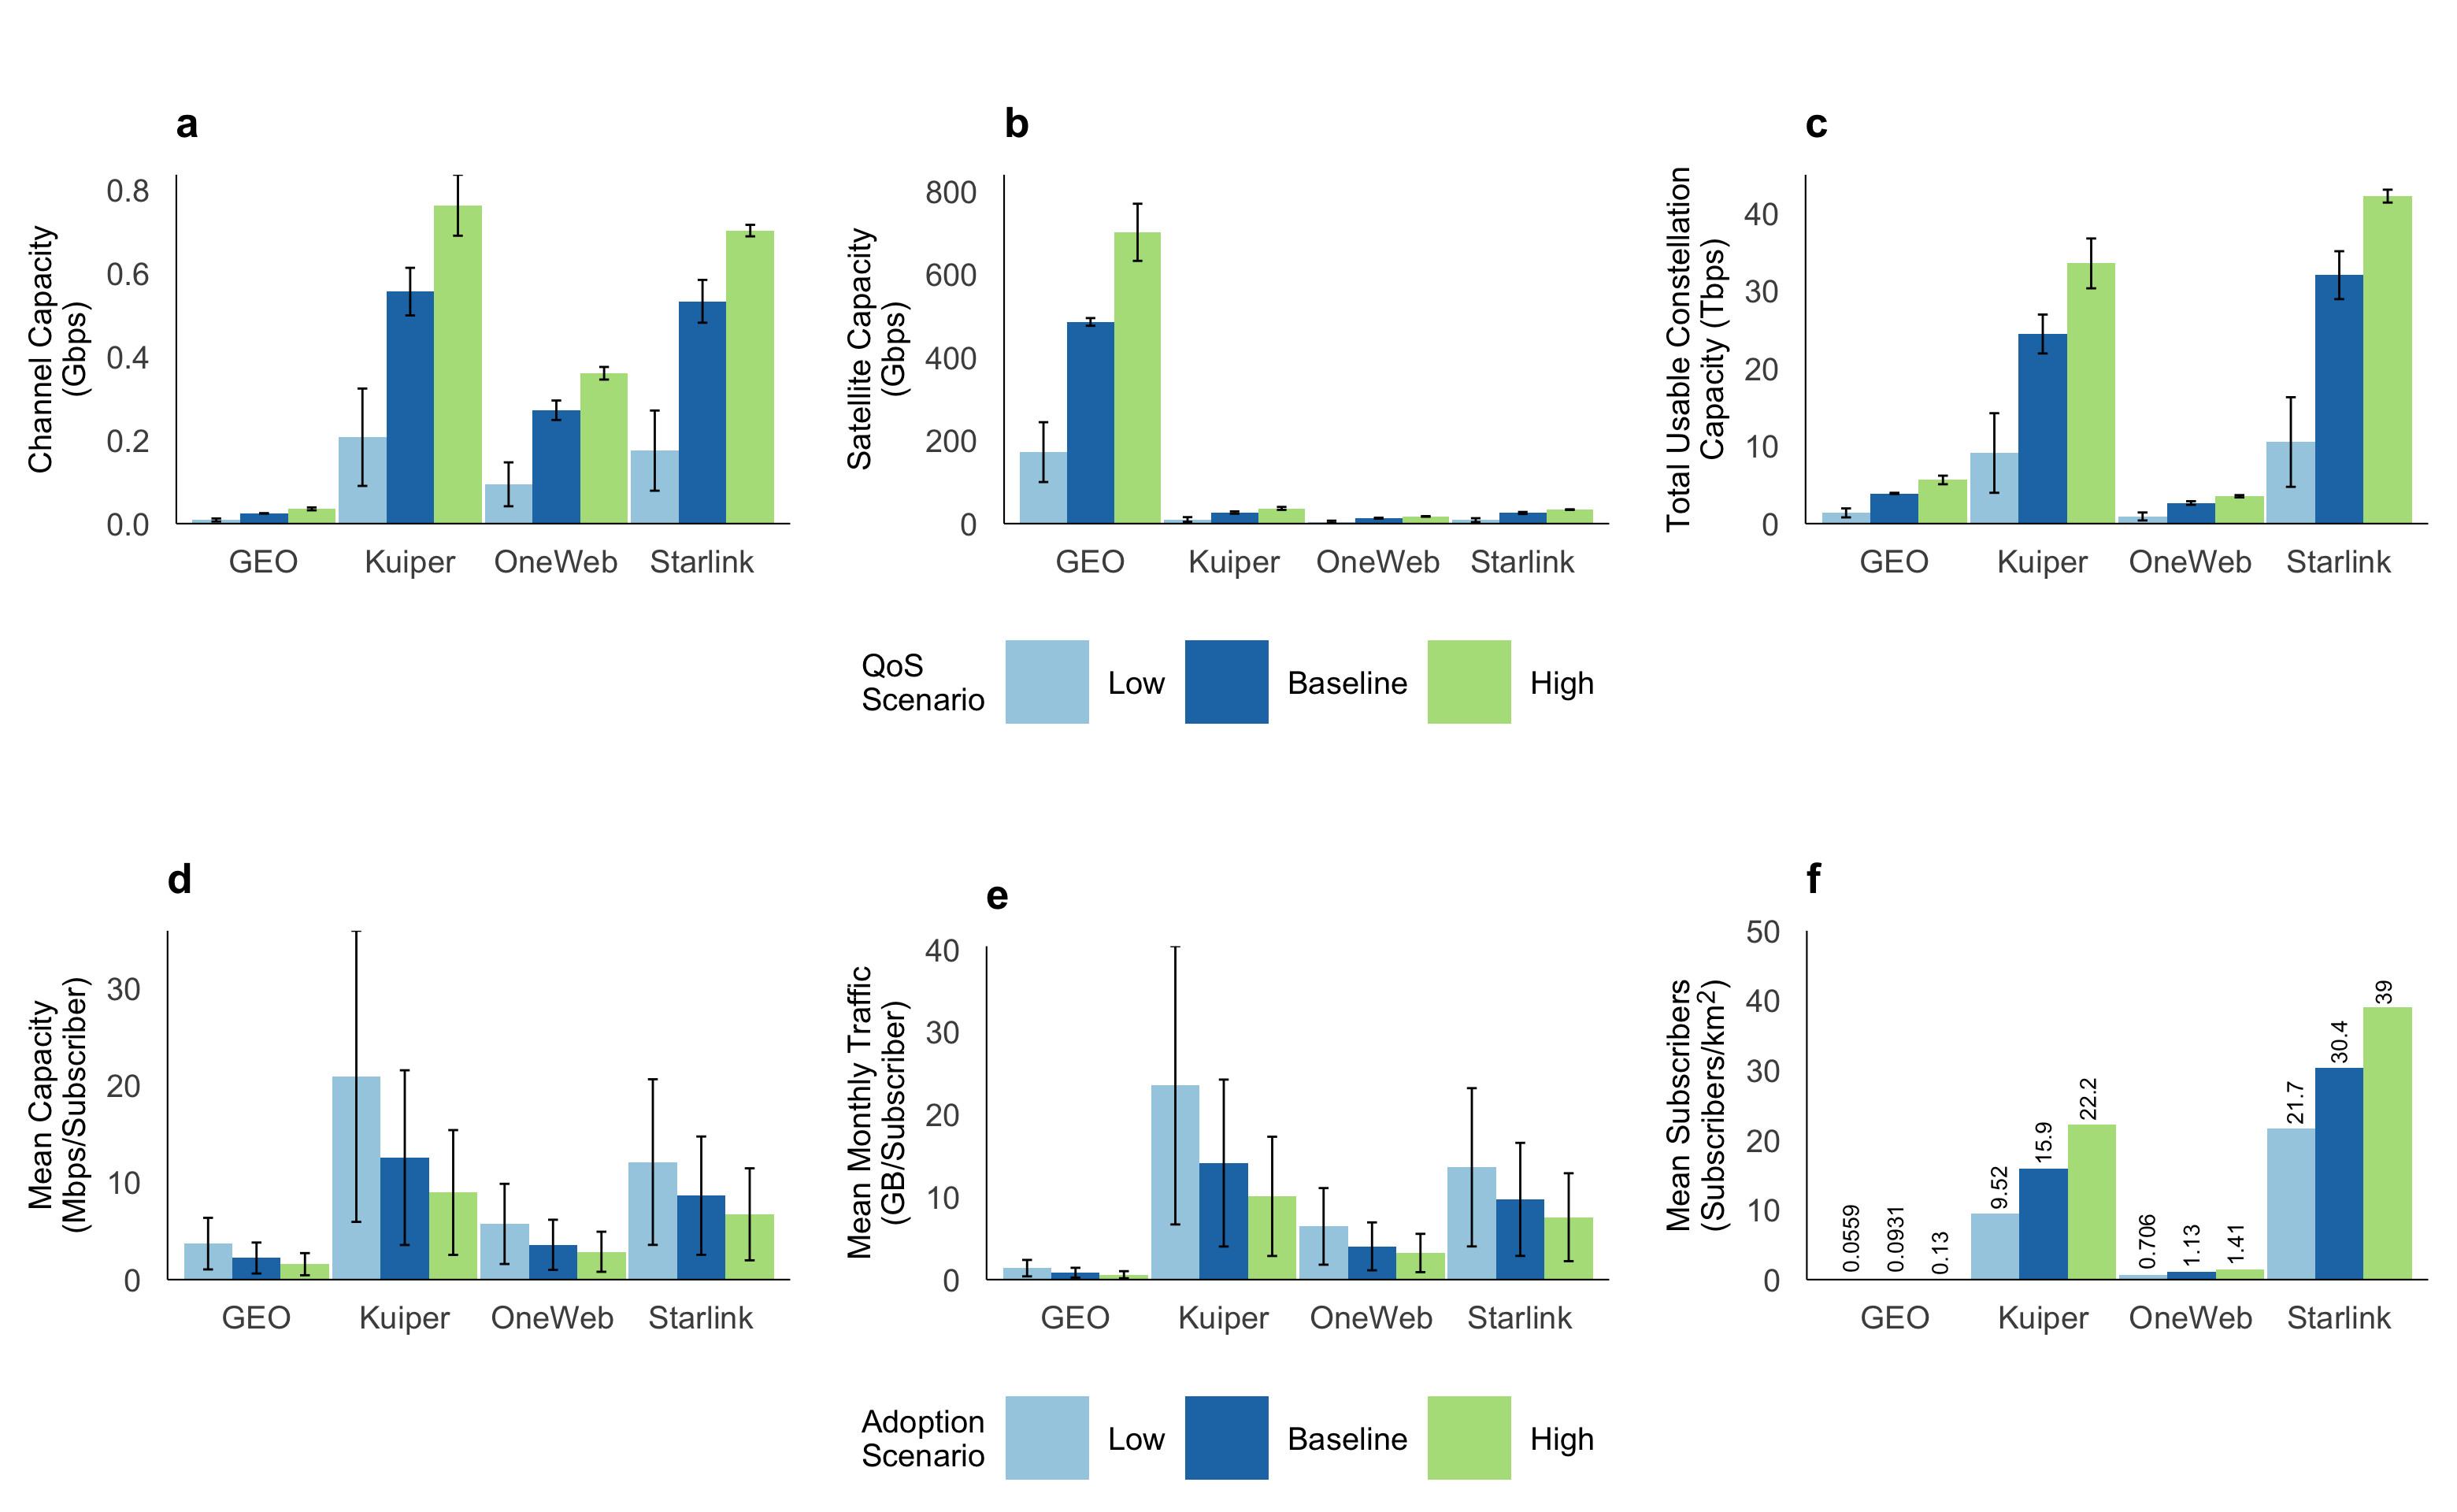 a
Channel Capacity
(Gbps)
0.8
0.6
0.4
0.2
0.0
GEO Kuiper OneWeb Starlink
b
Satellite Capacity
(Gbps)
800
600
400
200
0
GEO Kuiper OneWeb Starlink
c
Total Usable Constellation
Capacity (Tbps)
40
30
20
10
0
GEO Kuiper OneWeb Starlink
QoS
Scenario
Low Baseline High
d
Mean Capacity
(Mbps/Subscriber)
30
20
10
0
GEO Kuiper OneWeb Starlink
e
Mean Monthly Traffic
(GB/Subscriber)
40
30
20
10
0
GEO Kuiper OneWeb Starlink
f
Mean Subscribers
(Subscribers/km²)
50
40
30
20
10
0
0.0559
0.0931
0.13
9.52
15.9
22.2
0.706
1.13
1.41
21.7
30.4
39
GEO Kuiper OneWeb Starlink
Adoption
Scenario
Low Baseline High